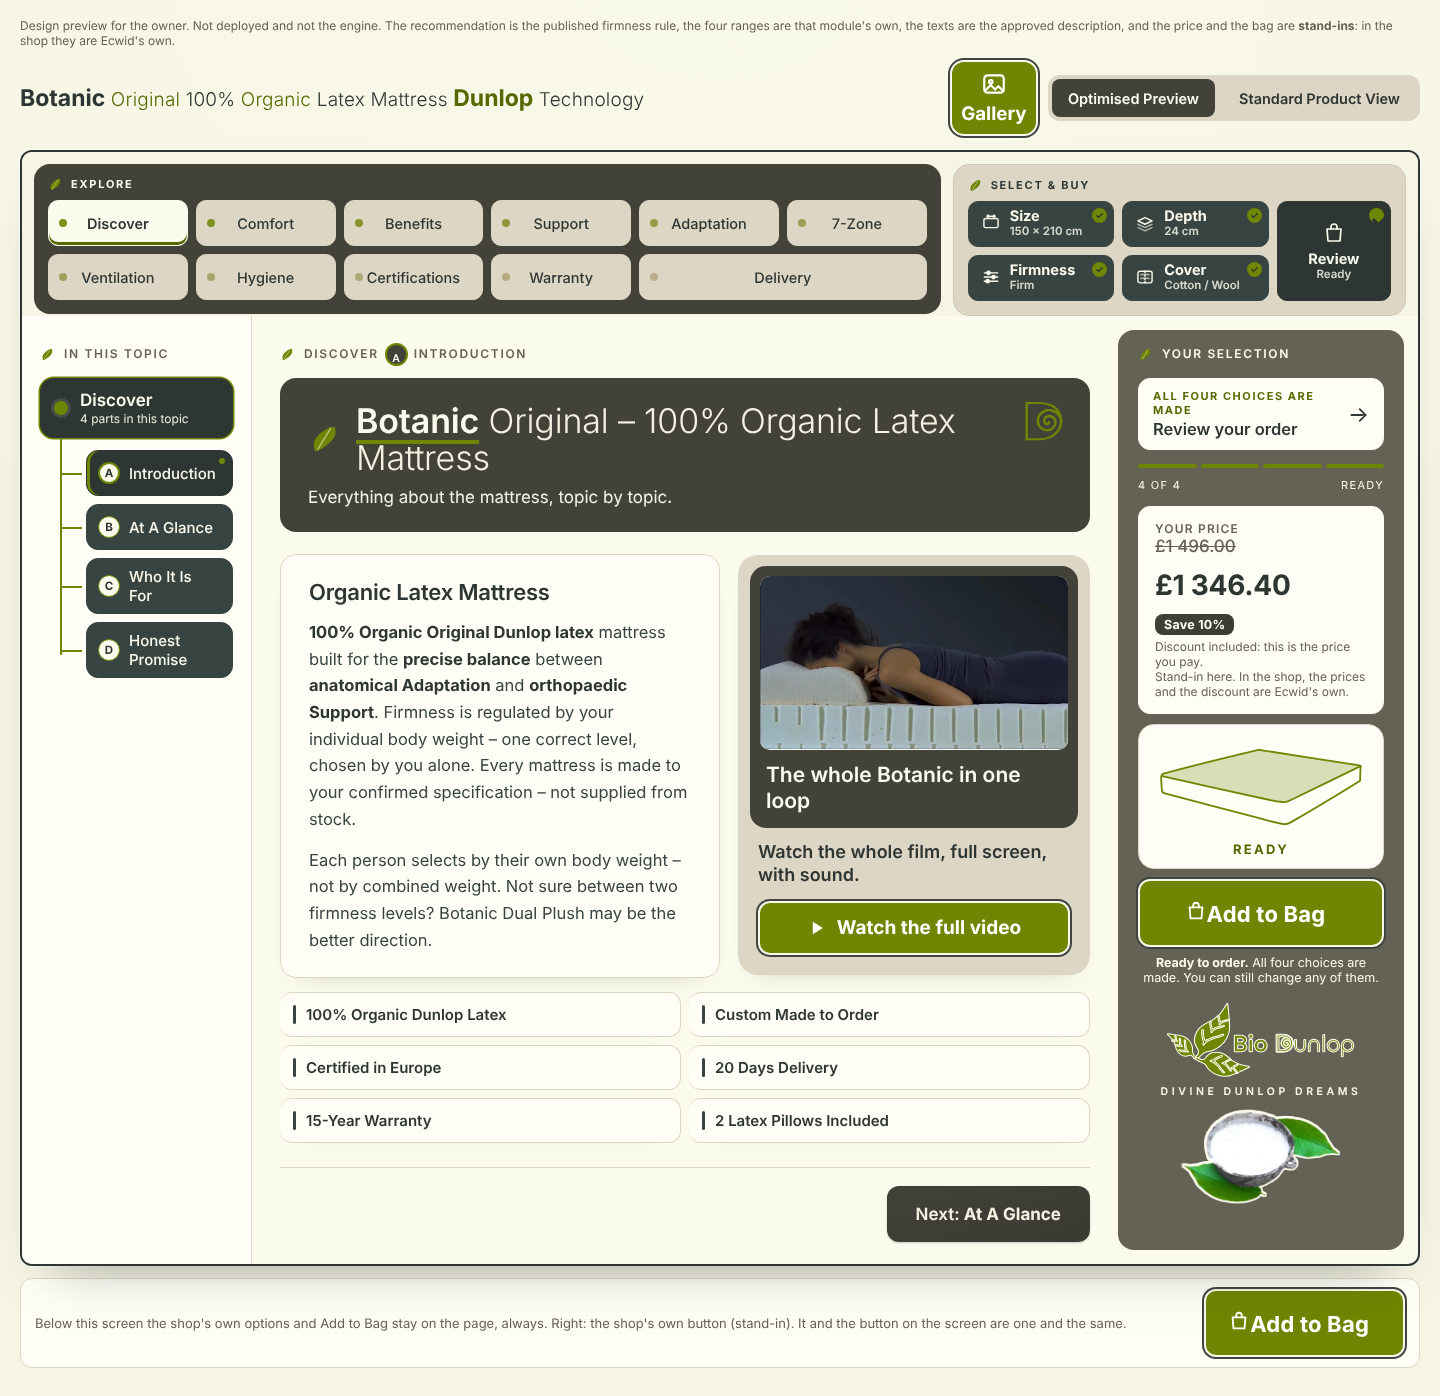 Design preview for the owner. Not deployed and not the engine. The recommendation is the published firmness rule, the four ranges are that module's own, the texts are the approved description, and the price and the bag are stand-ins: in the
shop they are Ecwid's own.
Botanic Original 100% Organic Latex Mattress Dunlop Technology
Gallery
Optimised Preview
Standard Product View
EXPLORE
Discover
Comfort
Benefits
Support
Adaptation
7-Zone
Ventilation
Hygiene
Certifications
Warranty
Delivery
SELECT & BUY
Size
150 × 210 cm
Depth
24 cm
Firmness
Firm
Cover
Cotton / Wool
Review
Ready
IN THIS TOPIC
Discover
4 parts in this topic
A Introduction
B At A Glance
C Who It Is
For
D Honest
Promise
DISCOVER A INTRODUCTION
Botanic Original – 100% Organic Latex
Mattress
Everything about the mattress, topic by topic.
Organic Latex Mattress
100% Organic Original Dunlop latex mattress
built for the precise balance between
anatomical Adaptation and orthopaedic
Support. Firmness is regulated by your
individual body weight – one correct level,
chosen by you alone. Every mattress is made to
your confirmed specification – not supplied from
stock.
Each person selects by their own body weight –
not by combined weight. Not sure between two
firmness levels? Botanic Dual Plush may be the
better direction.
The whole Botanic in one
loop
Watch the whole film, full screen,
with sound.
Watch the full video
100% Organic Dunlop Latex
Custom Made to Order
Certified in Europe
20 Days Delivery
15-Year Warranty
2 Latex Pillows Included
Next: At A Glance
YOUR SELECTION
ALL FOUR CHOICES ARE
MADE
Review your order
4 OF 4
READY
YOUR PRICE
£1 496.00
£1 346.40
Save 10%
Discount included: this is the price
you pay.
Stand-in here. In the shop, the prices
and the discount are Ecwid's own.
READY
Add to Bag
Ready to order. All four choices are
made. You can still change any of them.
Bio Dunlop
DIVINE DUNLOP DREAMS
Below this screen the shop's own options and Add to Bag stay on the page, always. Right: the shop's own button (stand-in). It and the button on the screen are one and the same.
Add to Bag